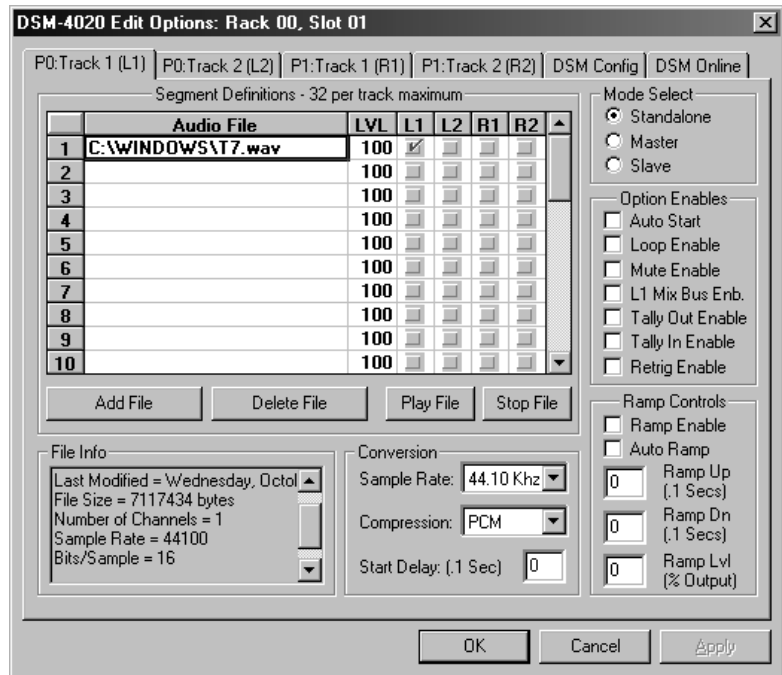 DSM-4020 Edit Options: Rack 00, Slot 01
P0:Track 1 (L1) P0:Track 2 (L2) P1:Track 1 (R1) P1:Track 2 (R2) DSM Config DSM Online
Segment Definitions - 32 per track maximum
Audio File LVL L1 L2 R1 R2
1 C:\WINDOWS\T7.wav 100
2 100
3 100
4 100
5 100
6 100
7 100
8 100
9 100
10 100
Add File Delete File Play File Stop File
Mode Select
Standalone
Master
Slave
Option Enables
Auto Start
Loop Enable
Mute Enable
L1 Mix Bus Enb.
Tally Out Enable
Tally In Enable
Retrig Enable
File Info
Last Modified = Wednesday, Octol
File Size = 7117434 bytes
Number of Channels = 1
Sample Rate = 44100
Bits/Sample = 16
Conversion
Sample Rate: 44.10 Khz
Compression: PCM
Start Delay: (.1 Sec) 0
Ramp Controls
Ramp Enable
Auto Ramp
0 Ramp Up
(.1 Secs)
0 Ramp Dn
(.1 Secs)
0 Ramp Lvl
(% Output)
OK Cancel Apply